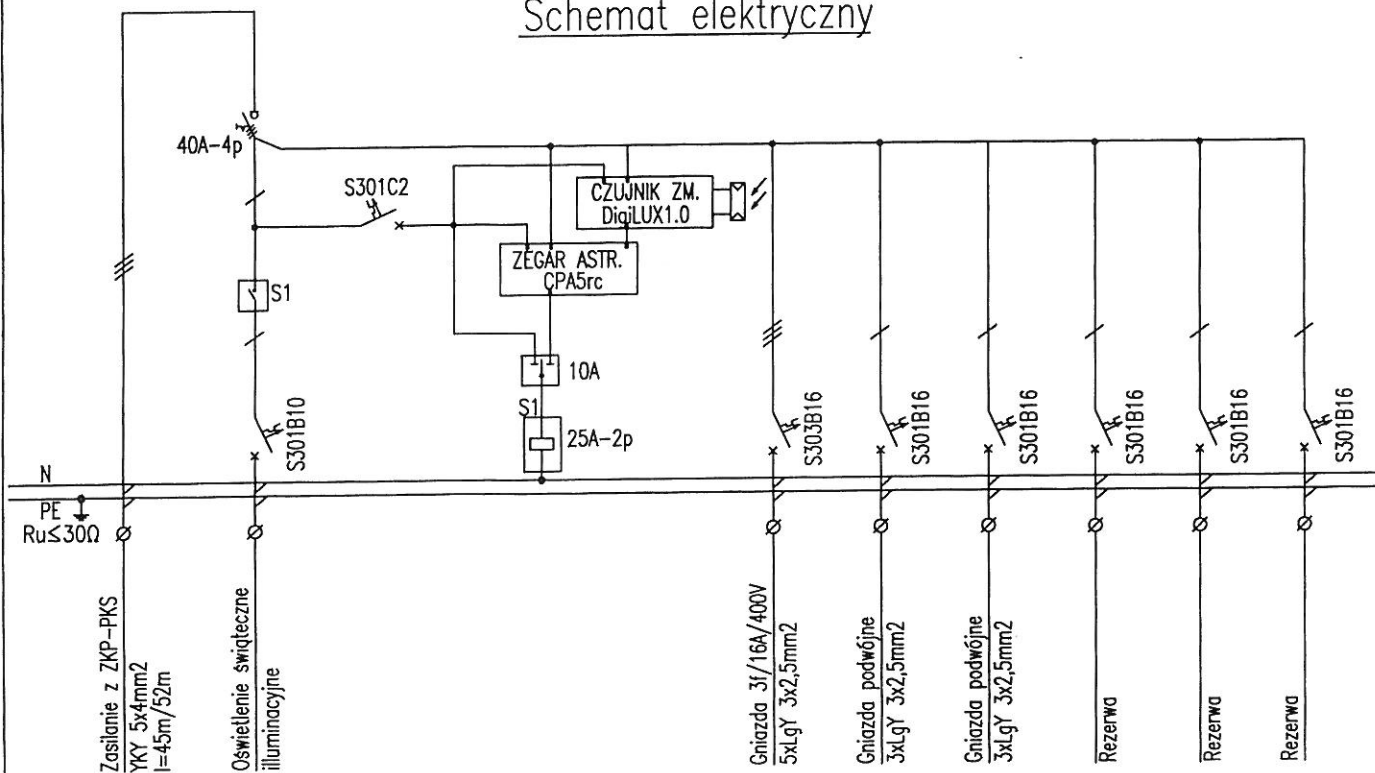 Schemat elektryczny
40A-4p
S301C2
CZUJNIK ZM.
DigiLUX1.0
ZEGAR ASTR.
CPA5rc
S1
10A
S1
25A-2p
S301B10
S303B16
S301B16
S301B16
S301B16
S301B16
S301B16
N
PE
Ru≤30Ω
Zasilanie z ZKP-PKS
YKY 5x4mm2
l=45m/52m
Oświetlenie świąteczne
illuminacyjne
Gniazda 3f/16A/400V
5xLgY 3x2,5mm2
Gniazda podwójne
3xLgY 3x2,5mm2
Gniazda podwójne
3xLgY 3x2,5mm2
Rezerwa
Rezerwa
Rezerwa